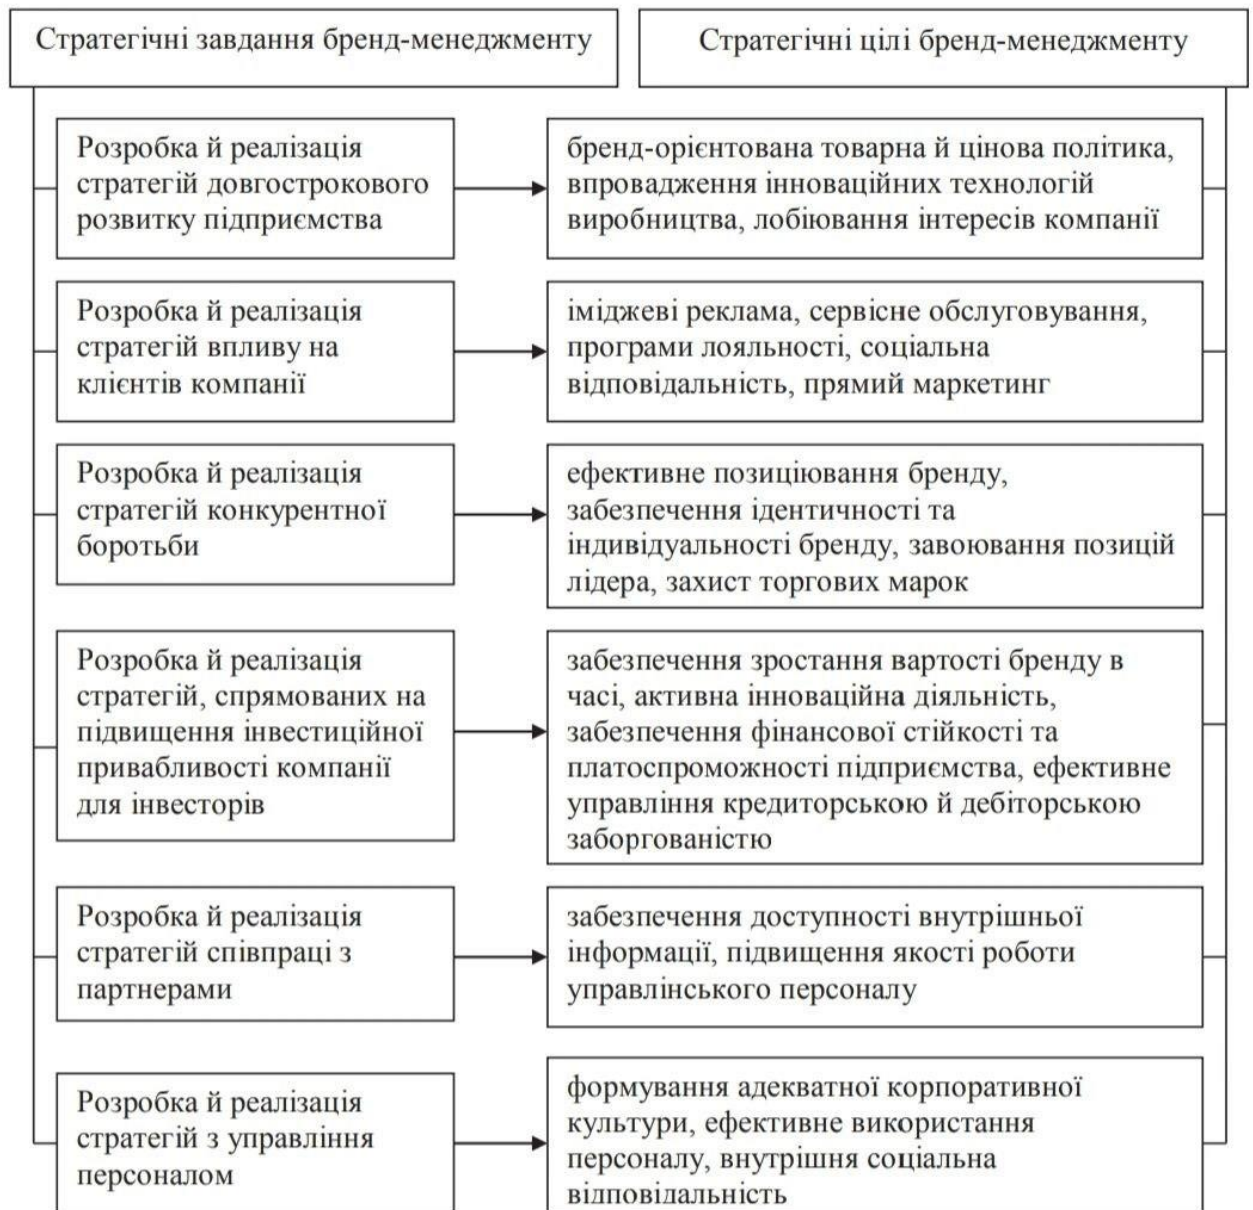 Стратегічні завдання бренд-менеджменту
Стратегічні цілі бренд-менеджменту
Розробка й реалізація
стратегій довгострокового
розвитку підприємства
бренд-орієнтована товарна й цінова політика,
впровадження інноваційних технологій
виробництва, лобіювання інтересів компанії
Розробка й реалізація
стратегій впливу на
клієнтів компанії
іміджеві реклама, сервісне обслуговування,
програми лояльності, соціальна
відповідальність, прямий маркетинг
Розробка й реалізація
стратегій конкурентної
боротьби
ефективне позиціювання бренду,
забезпечення ідентичності та
індивідуальності бренду, завоювання позицій
лідера, захист торгових марок
Розробка й реалізація
стратегій, спрямованих на
підвищення інвестиційної
привабливості компанії
для інвесторів
забезпечення зростання вартості бренду в
часі, активна інноваційна діяльність,
забезпечення фінансової стійкості та
платоспроможності підприємства, ефективне
управління кредиторською й дебіторською
заборгованістю
Розробка й реалізація
стратегій співпраці з
партнерами
забезпечення доступності внутрішньої
інформації, підвищення якості роботи
управлінського персоналу
Розробка й реалізація
стратегій з управління
персоналом
формування адекватної корпоративної
культури, ефективне використання
персоналу, внутрішня соціальна
відповідальність